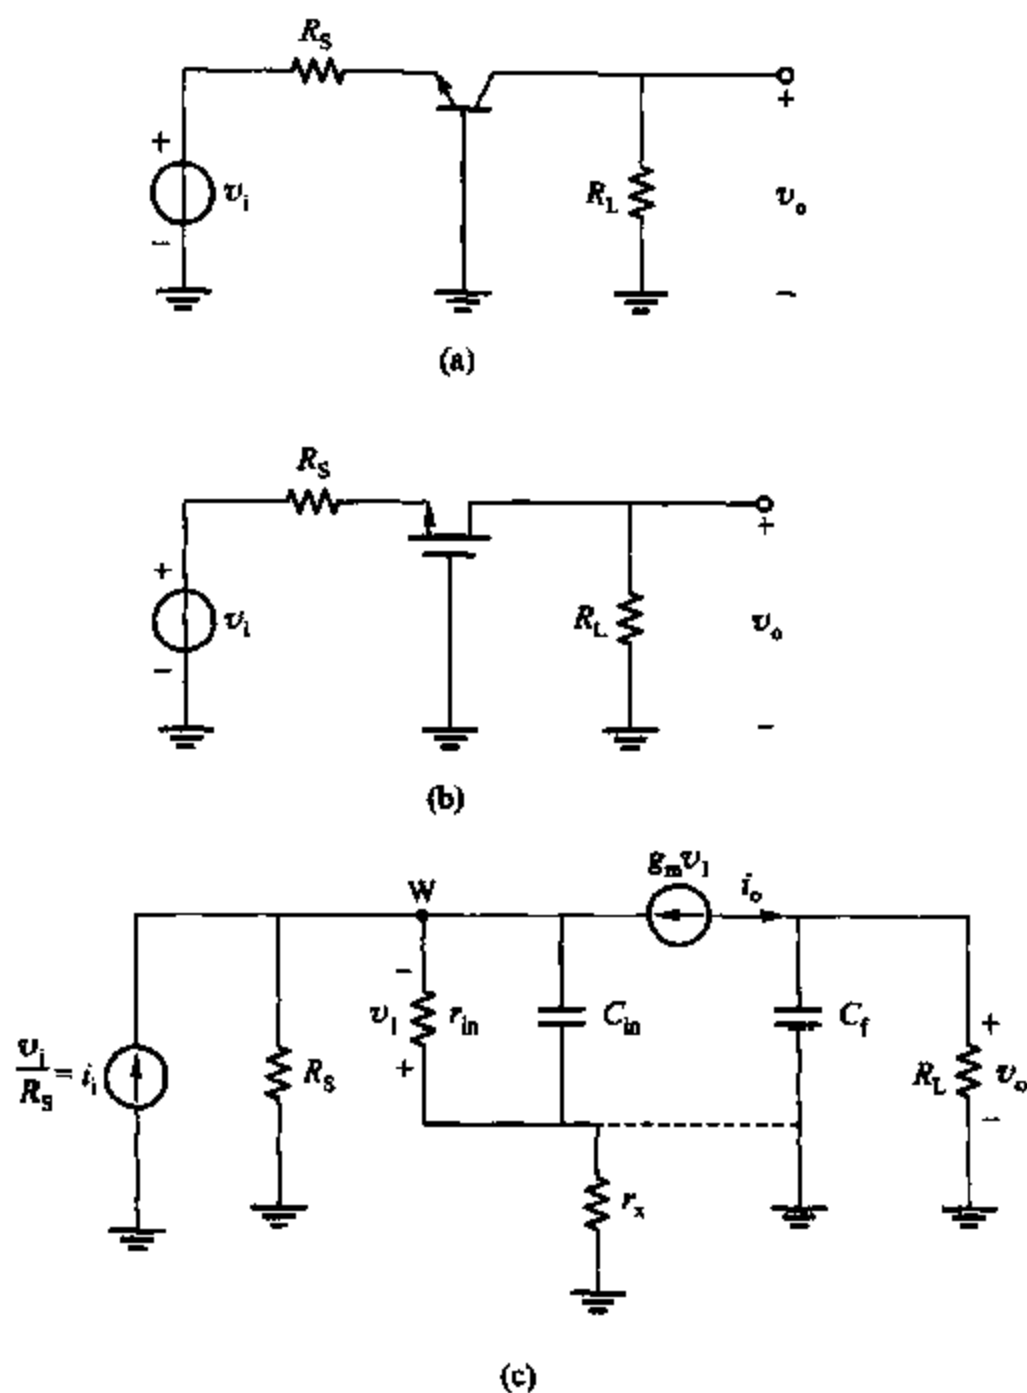 R_S
+
v_i
−
R_L
+
v_o
−
(a)
R_S
+
v_i
−
R_L
+
v_o
−
(b)
g_m v_1
i_o
W
−
v_1
+
r_in
C_in
C_f
v_i/R_S = i_i
R_S
R_L
+
v_o
−
r_x
(c)